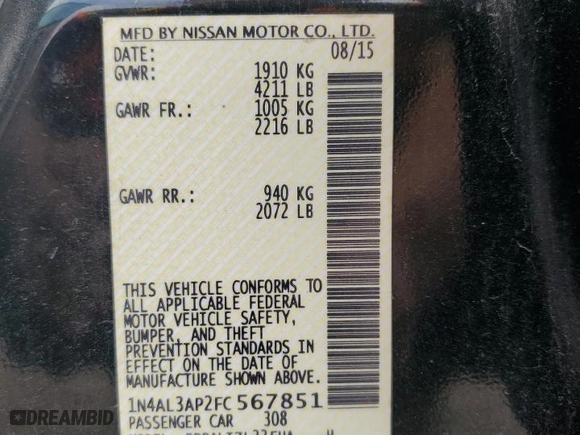 MFD BY NISSAN MOTOR CO., LTD.
DATE: 08/15
GVWR: 1910 KG
4211 LB
GAWR FR.: 1005 KG
2216 LB
GAWR RR.: 940 KG
2072 LB
THIS VEHICLE CONFORMS TO
ALL APPLICABLE FEDERAL
MOTOR VEHICLE SAFETY,
BUMPER, AND THEFT
PREVENTION STANDARDS IN
EFFECT ON THE DATE OF
MANUFACTURE SHOWN ABOVE.
1N4AL3AP2FC567851
PASSENGER CAR 308
DREAMBID